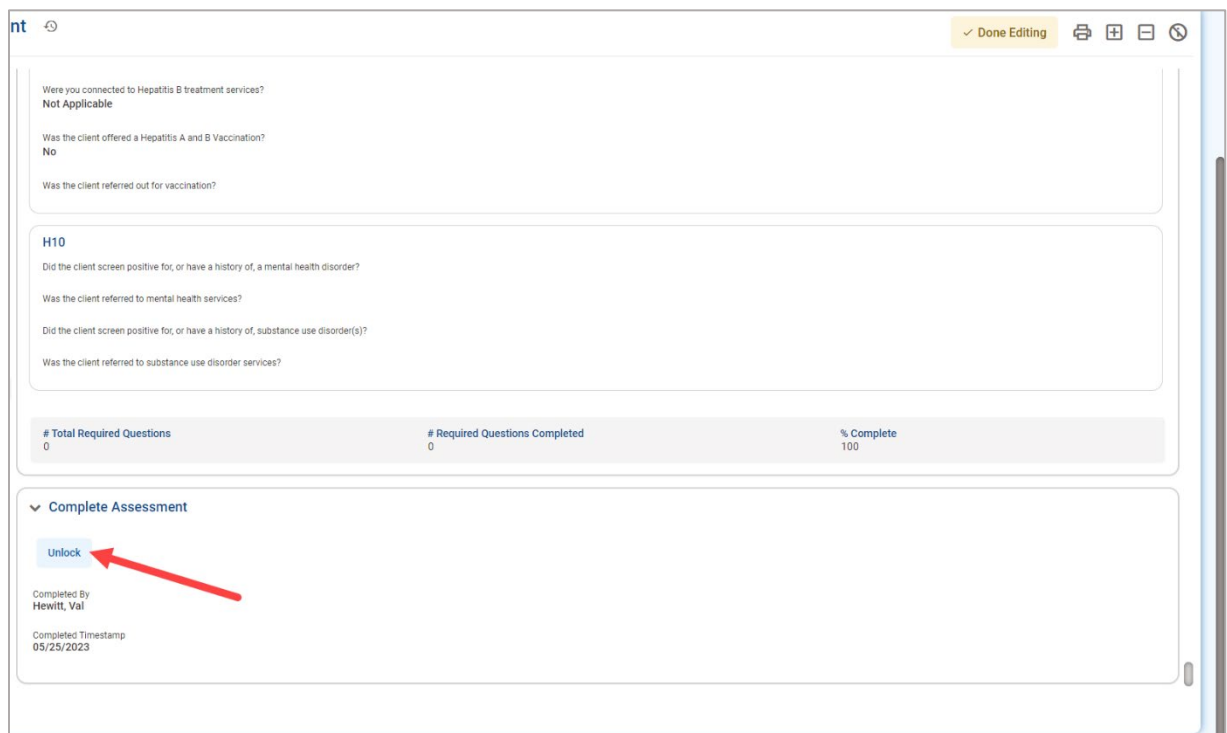 nt
Done Editing
Were you connected to Hepatitis B treatment services?
Not Applicable
Was the client offered a Hepatitis A and B Vaccination?
No
Was the client referred out for vaccination?
H10
Did the client screen positive for, or have a history of, a mental health disorder?
Was the client referred to mental health services?
Did the client screen positive for, or have a history of, substance use disorder(s)?
Was the client referred to substance use disorder services?
# Total Required Questions # Required Questions Completed % Complete
0 0 100
Complete Assessment
Unlock
Completed By
Hewitt, Val
Completed Timestamp
05/25/2023